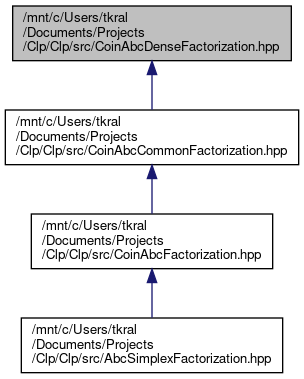 /mnt/c/Users/tkral
/Documents/Projects
/Clp/Clp/src/CoinAbcDenseFactorization.hpp
/mnt/c/Users/tkral
/Documents/Projects
/Clp/Clp/src/CoinAbcCommonFactorization.hpp
/mnt/c/Users/tkral
/Documents/Projects
/Clp/Clp/src/CoinAbcFactorization.hpp
/mnt/c/Users/tkral
/Documents/Projects
/Clp/Clp/src/AbcSimplexFactorization.hpp